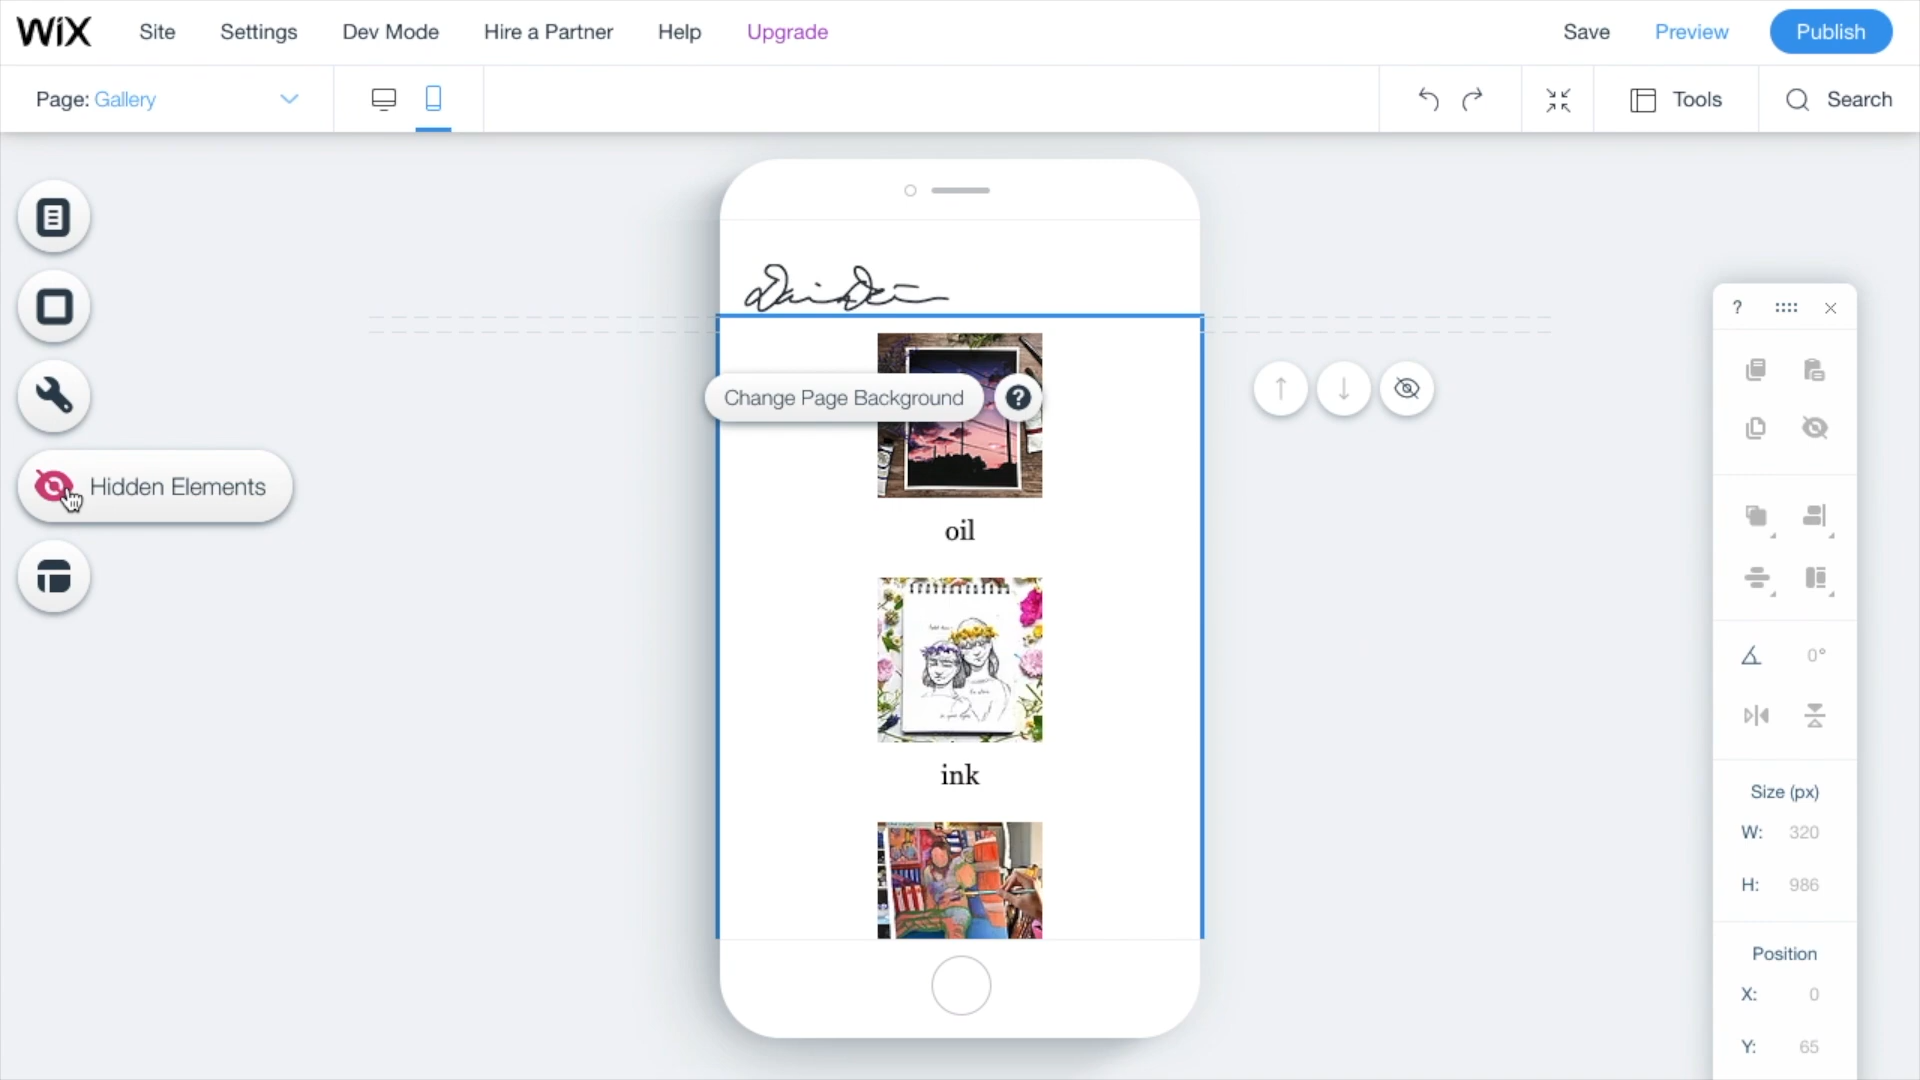 WiX Site Settings Dev Mode Hire a Partner Help Upgrade Save Preview Publish
Page: Gallery Tools Search
Change Page Background ?
Hidden Elements
oil
ink
?
0°
Size (px)
W: 320
H: 986
Position
X: 0
Y: 65